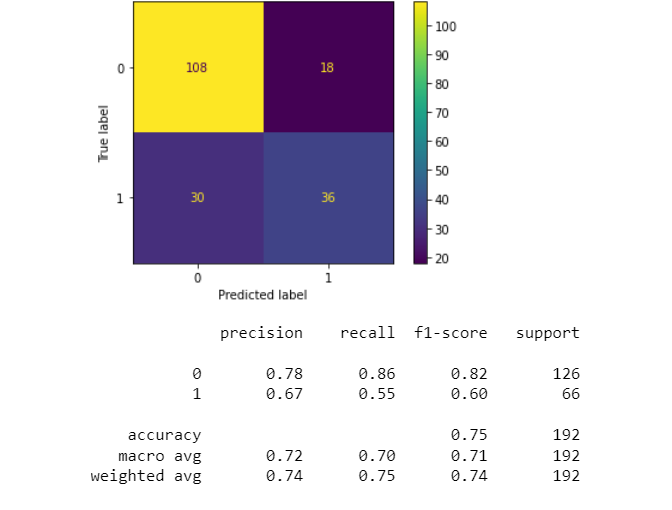 108 18
30 36
0
1
True label
0 1
Predicted label
100
90
80
70
60
50
40
30
20
precision recall f1-score support
0 0.78 0.86 0.82 126
1 0.67 0.55 0.60 66
accuracy 0.75 192
macro avg 0.72 0.70 0.71 192
weighted avg 0.74 0.75 0.74 192